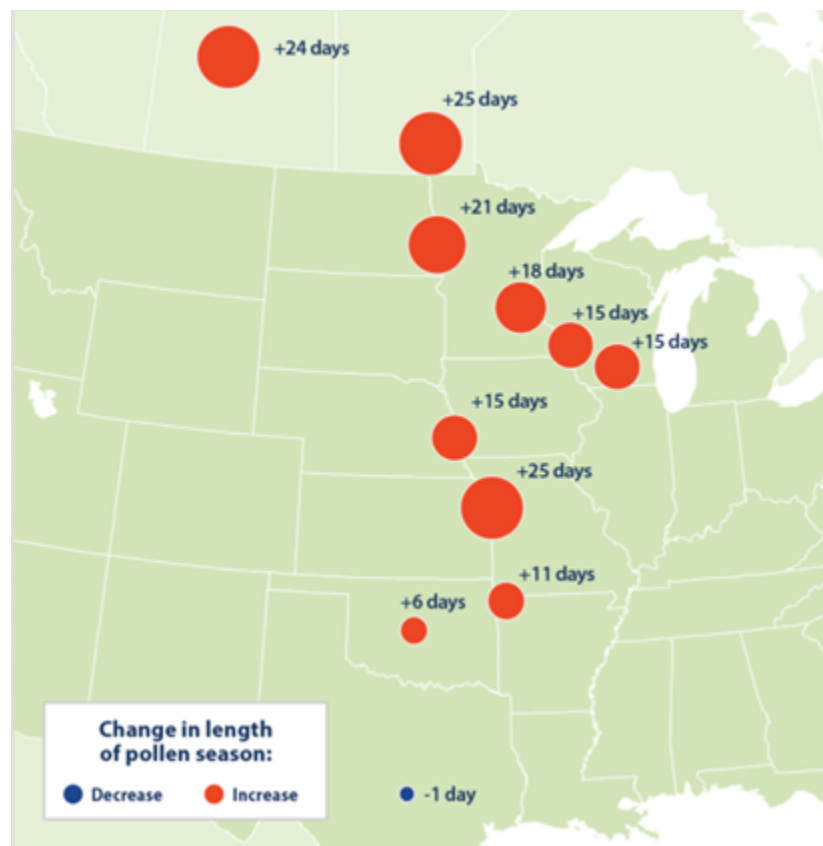 +24 days
+25 days
+21 days
+18 days
+15 days
+15 days
+15 days
+25 days
+11 days
+6 days
Change in length
of pollen season:
Decrease
Increase
-1 day